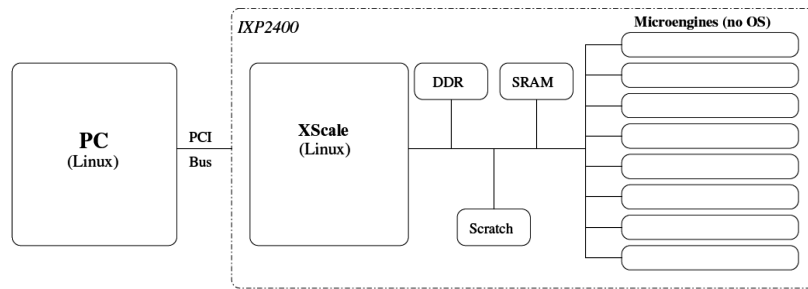 Microengines (no OS)
IXP2400
DDR
SRAM
PC
(Linux)
PCI
Bus
XScale
(Linux)
Scratch